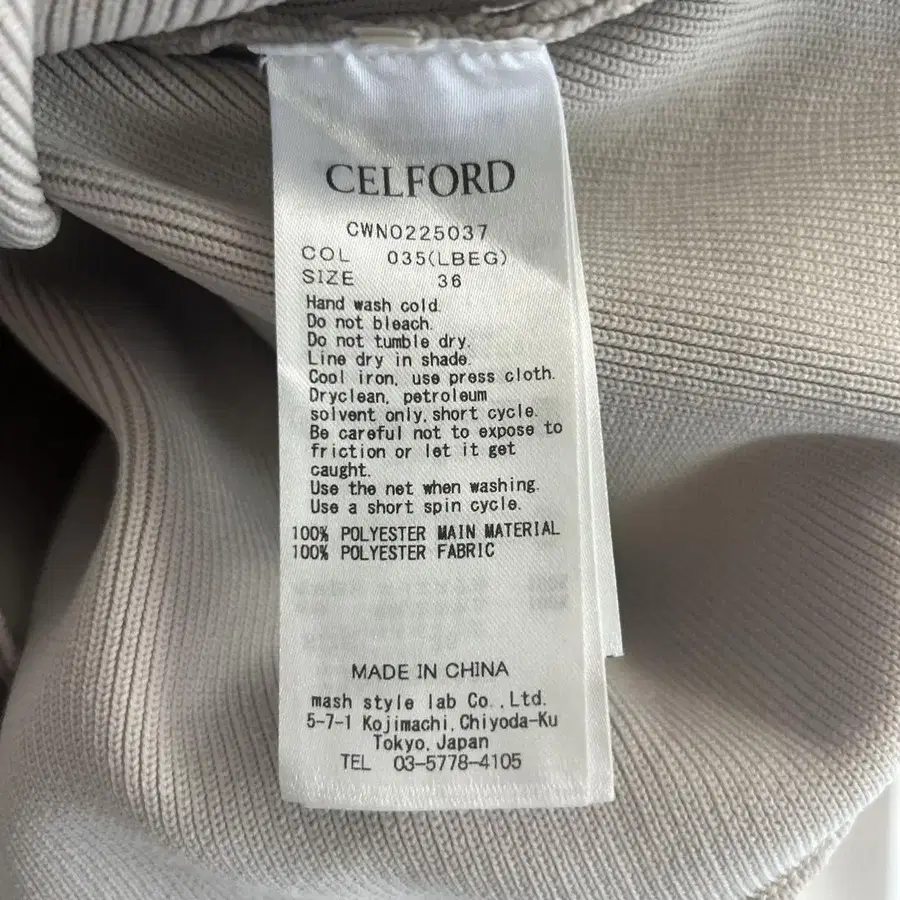 CELFORD
CWNO225037
COL 035(LBEG)
SIZE 36
Hand wash cold.
Do not bleach.
Do not tumble dry.
Line dry in shade.
Cool iron, use press cloth.
Dryclean, petroleum
solvent only, short cycle.
Be careful not to expose to
friction or let it get
caught.
Use the net when washing.
Use a short spin cycle.
100% POLYESTER MAIN MATERIAL
100% POLYESTER FABRIC
MADE IN CHINA
mash style lab Co.,Ltd.
5-7-1 Kojimachi,Chiyoda-Ku
Tokyo,Japan
TEL 03-5778-4105